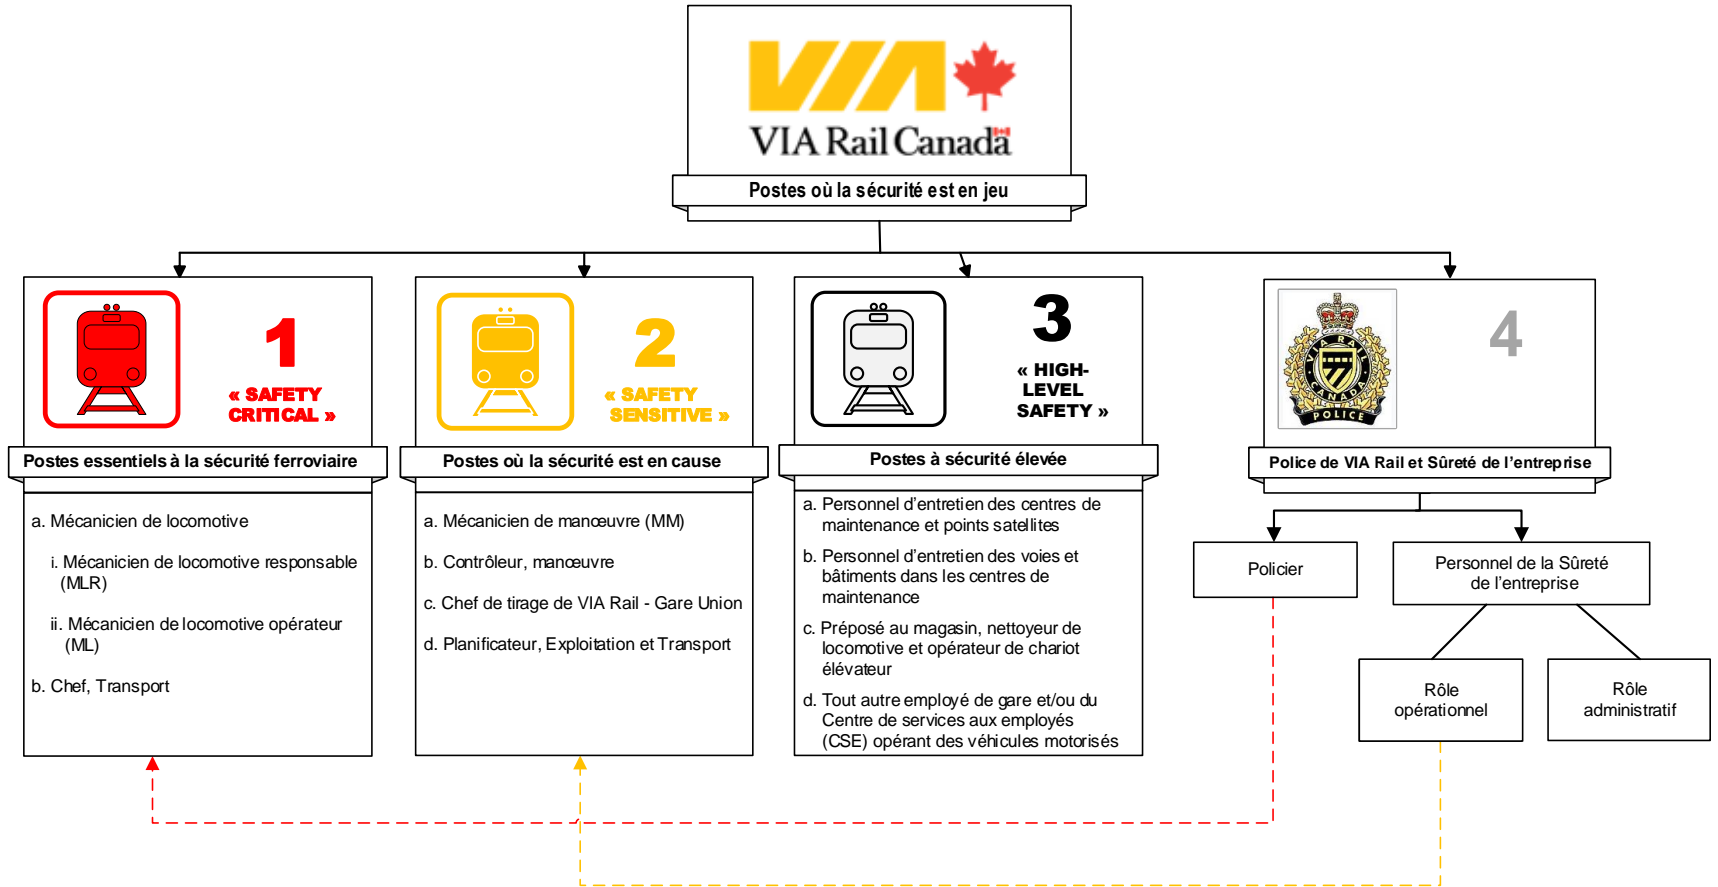 VIA Rail Canada
Postes où la sécurité est en jeu
1
« SAFETY
CRITICAL »
Postes essentiels à la sécurité ferroviaire
a. Mécanicien de locomotive
i. Mécanicien de locomotive responsable
(MLR)
ii. Mécanicien de locomotive opérateur
(ML)
b. Chef, Transport
2
« SAFETY
SENSITIVE »
Postes où la sécurité est en cause
a. Mécanicien de manœuvre (MM)
b. Contrôleur, manœuvre
c. Chef de tirage de VIA Rail - Gare Union
d. Planificateur, Exploitation et Transport
3
« HIGH-
LEVEL
SAFETY »
Postes à sécurité élevée
a. Personnel d'entretien des centres de
maintenance et points satellites
b. Personnel d'entretien des voies et
bâtiments dans les centres de
maintenance
c. Préposé au magasin, nettoyeur de
locomotive et opérateur de chariot
élévateur
d. Tout autre employé de gare et/ou du
Centre de services aux employés
(CSE) opérant des véhicules motorisés
VIA RAIL
CANADA
POLICE
4
Police de VIA Rail et Sûreté de l'entreprise
Policier
Personnel de la Sûreté
de l'entreprise
Rôle
opérationnel
Rôle
administratif